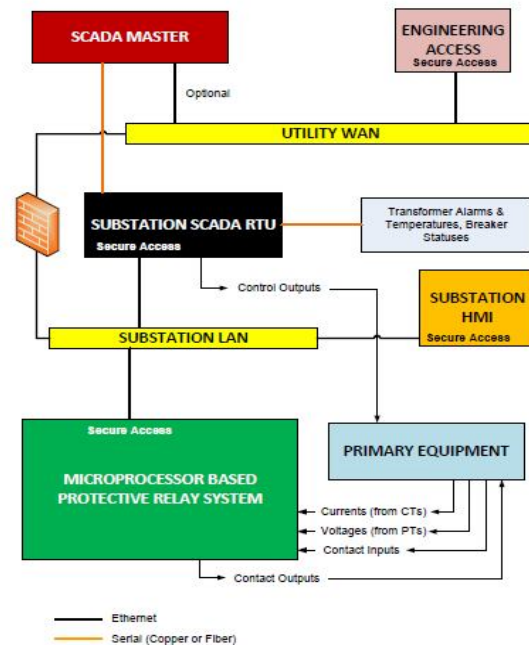 SCADA MASTER
ENGINEERING
ACCESS
Secure Access
Optional
UTILITY WAN
SUBSTATION SCADA RTU
Secure Access
Transformer Alarms &
Temperatures, Breaker
Statuses
Control Outputs
SUBSTATION
HMI
Secure Access
SUBSTATION LAN
Secure Access
MICROPROCESSOR BASED
PROTECTIVE RELAY SYSTEM
PRIMARY EQUIPMENT
Currents (from CTs)
Voltages (from PTs)
Contact Inputs
Contact Outputs
Ethernet
Serial (Copper or Fiber)